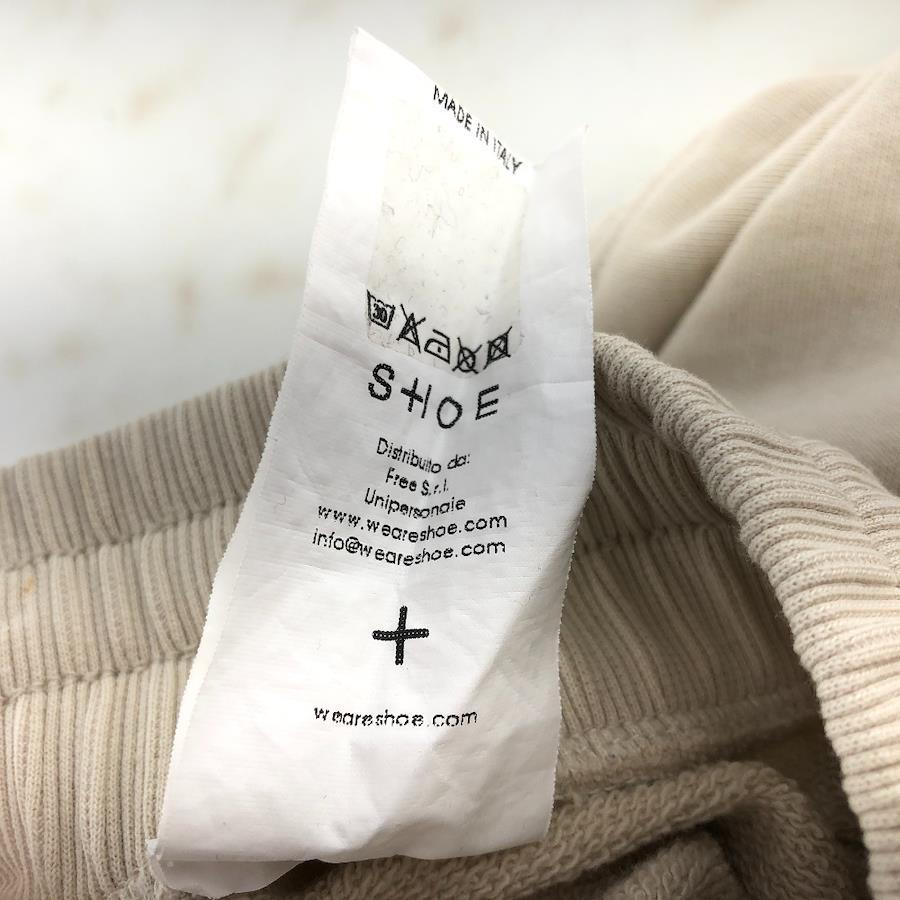 MADE IN ITALY
30
SHOE
Distribuito da:
Free S.r.l.
Unipersonale
www.weareshoe.com
info@weareshoe.com
weareshoe.com